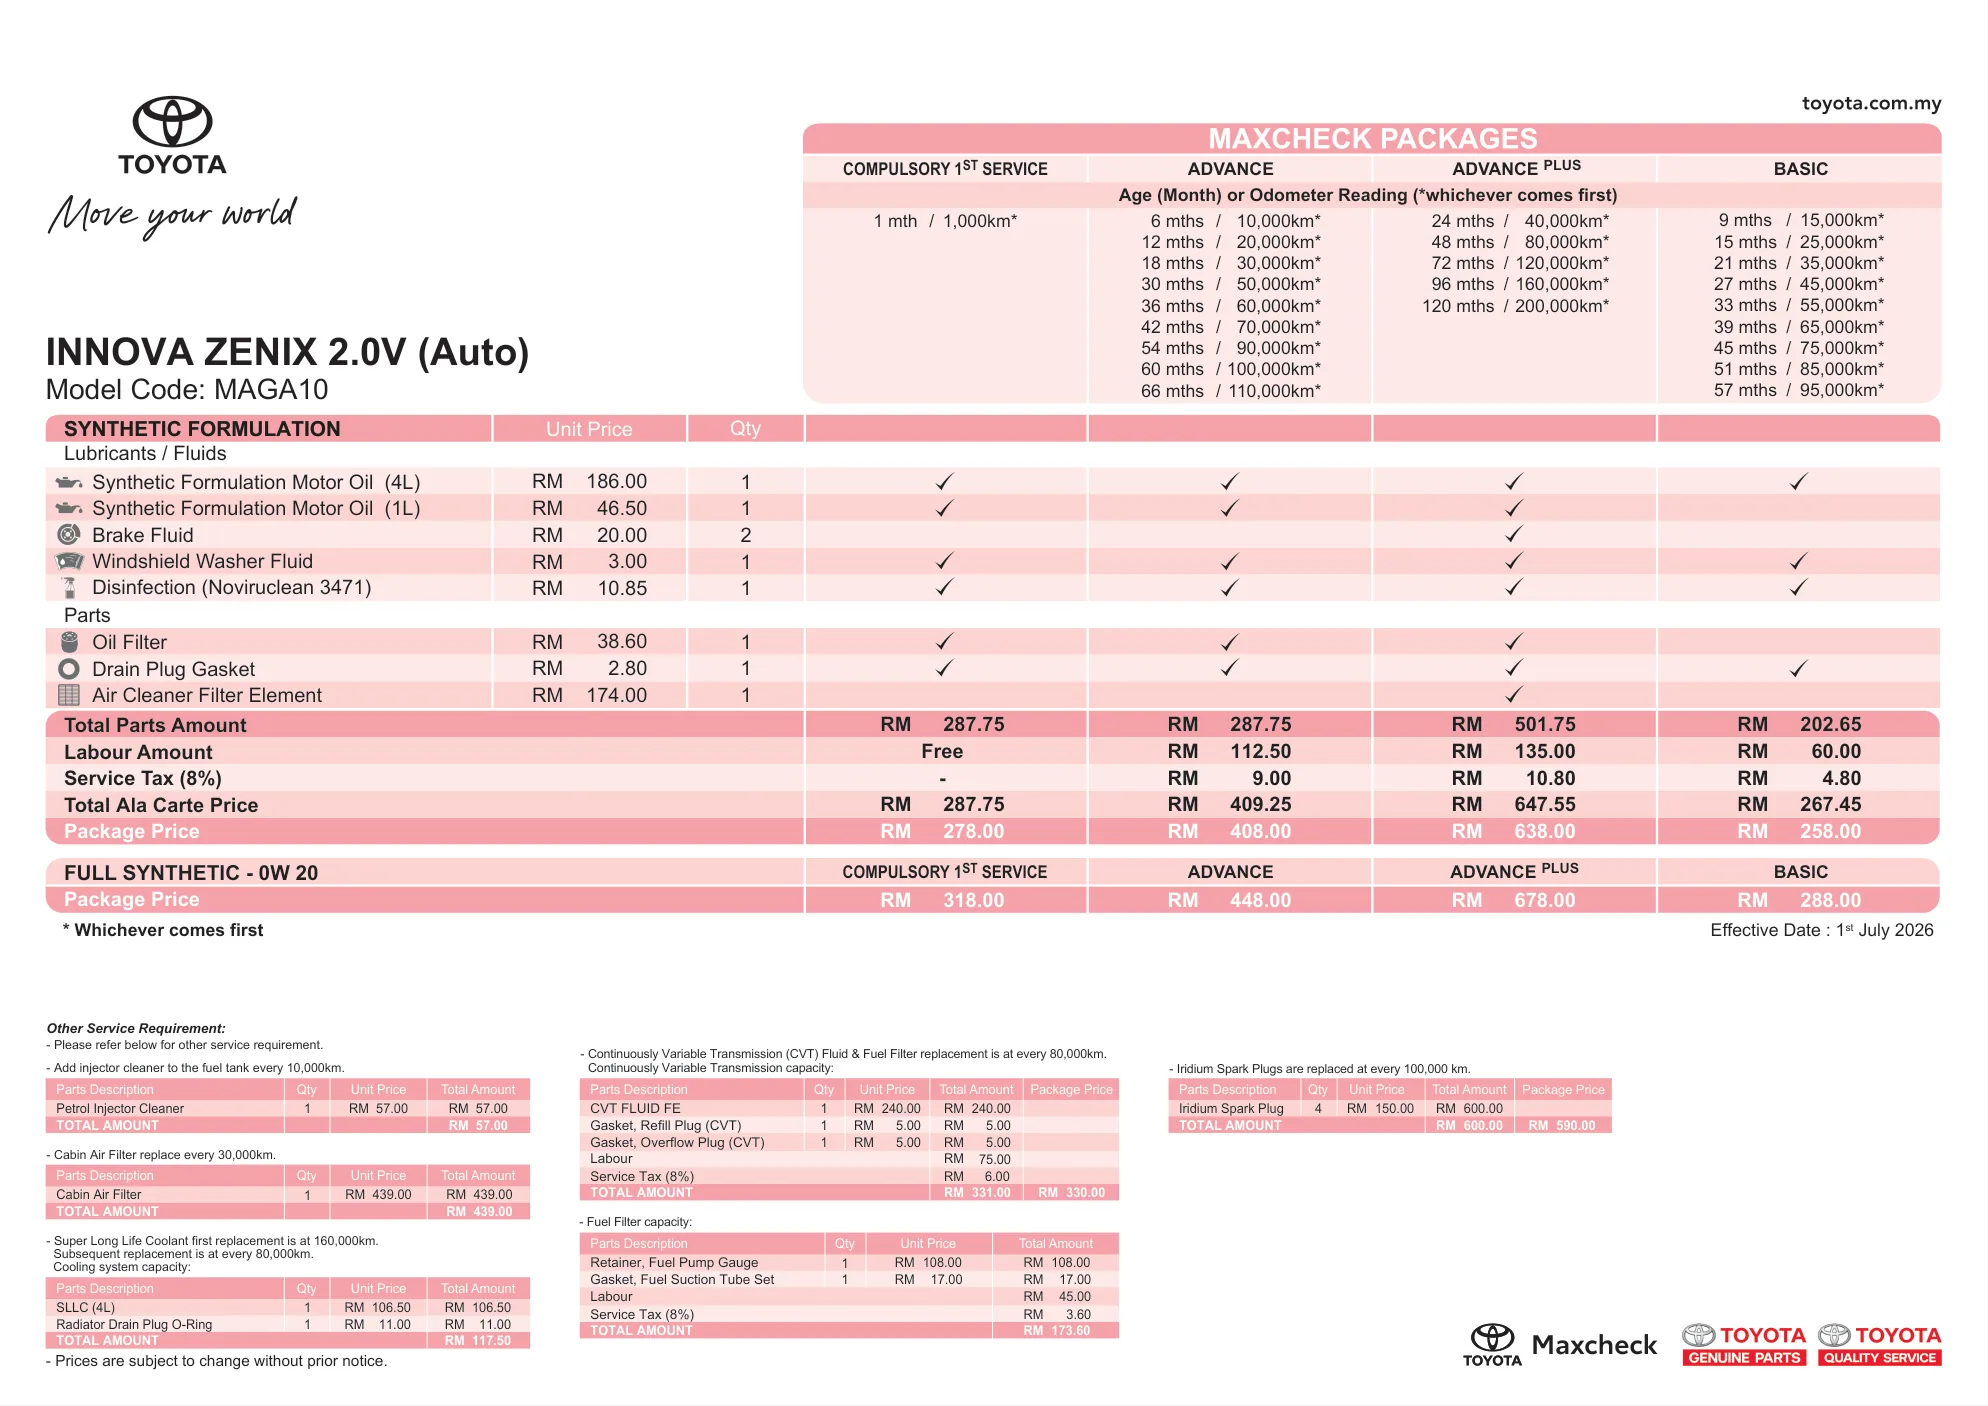 TOYOTA
Move your world
toyota.com.my
MAXCHECK PACKAGES
COMPULSORY 1ST SERVICE ADVANCE ADVANCE PLUS BASIC
Age (Month) or Odometer Reading (*whichever comes first)
1 mth / 1,000km* 6 mths / 10,000km* 24 mths / 40,000km* 9 mths / 15,000km*
12 mths / 20,000km* 48 mths / 80,000km* 15 mths / 25,000km*
18 mths / 30,000km* 72 mths / 120,000km* 21 mths / 35,000km*
30 mths / 50,000km* 96 mths / 160,000km* 27 mths / 45,000km*
36 mths / 60,000km* 120 mths / 200,000km* 33 mths / 55,000km*
42 mths / 70,000km* 39 mths / 65,000km*
54 mths / 90,000km* 45 mths / 75,000km*
60 mths / 100,000km* 51 mths / 85,000km*
66 mths / 110,000km* 57 mths / 95,000km*
INNOVA ZENIX 2.0V (Auto)
Model Code: MAGA10
SYNTHETIC FORMULATION Unit Price Qty
Lubricants / Fluids
Synthetic Formulation Motor Oil (4L) RM 186.00 1 ✓ ✓ ✓ ✓
Synthetic Formulation Motor Oil (1L) RM 46.50 1 ✓ ✓ ✓
Brake Fluid RM 20.00 2 ✓
Windshield Washer Fluid RM 3.00 1 ✓ ✓ ✓ ✓
Disinfection (Noviruclean 3471) RM 10.85 1 ✓ ✓ ✓ ✓
Parts
Oil Filter RM 38.60 1 ✓ ✓ ✓
Drain Plug Gasket RM 2.80 1 ✓ ✓ ✓ ✓
Air Cleaner Filter Element RM 174.00 1 ✓
Total Parts Amount RM 287.75 RM 287.75 RM 501.75 RM 202.65
Labour Amount Free RM 112.50 RM 135.00 RM 60.00
Service Tax (8%) - RM 9.00 RM 10.80 RM 4.80
Total Ala Carte Price RM 287.75 RM 409.25 RM 647.55 RM 267.45
Package Price RM 278.00 RM 408.00 RM 638.00 RM 258.00
FULL SYNTHETIC - 0W 20 COMPULSORY 1ST SERVICE ADVANCE ADVANCE PLUS BASIC
Package Price RM 318.00 RM 448.00 RM 678.00 RM 288.00
* Whichever comes first
Effective Date : 1st July 2026
Other Service Requirement:
- Please refer below for other service requirement.
- Add injector cleaner to the fuel tank every 10,000km.
Parts Description Qty Unit Price Total Amount
Petrol Injector Cleaner 1 RM 57.00 RM 57.00
TOTAL AMOUNT RM 57.00
- Cabin Air Filter replace every 30,000km.
Parts Description Qty Unit Price Total Amount
Cabin Air Filter 1 RM 439.00 RM 439.00
TOTAL AMOUNT RM 439.00
- Super Long Life Coolant first replacement is at 160,000km.
Subsequent replacement is at every 80,000km.
Cooling system capacity:
Parts Description Qty Unit Price Total Amount
SLLC (4L) 1 RM 106.50 RM 106.50
Radiator Drain Plug O-Ring 1 RM 11.00 RM 11.00
TOTAL AMOUNT RM 117.50
- Prices are subject to change without prior notice.
- Continuously Variable Transmission (CVT) Fluid & Fuel Filter replacement is at every 80,000km.
Continuously Variable Transmission capacity:
Parts Description Qty Unit Price Total Amount Package Price
CVT FLUID FE 1 RM 240.00 RM 240.00
Gasket, Refill Plug (CVT) 1 RM 5.00 RM 5.00
Gasket, Overflow Plug (CVT) 1 RM 5.00 RM 5.00
Labour RM 75.00
Service Tax (8%) RM 6.00
TOTAL AMOUNT RM 331.00 RM 330.00
- Fuel Filter capacity:
Parts Description Qty Unit Price Total Amount
Retainer, Fuel Pump Gauge 1 RM 108.00 RM 108.00
Gasket, Fuel Suction Tube Set 1 RM 17.00 RM 17.00
Labour RM 45.00
Service Tax (8%) RM 3.60
TOTAL AMOUNT RM 173.60
- Iridium Spark Plugs are replaced at every 100,000 km.
Parts Description Qty Unit Price Total Amount Package Price
Iridium Spark Plug 4 RM 150.00 RM 600.00
TOTAL AMOUNT RM 600.00 RM 590.00
TOYOTA Maxcheck
TOYOTA GENUINE PARTS
TOYOTA QUALITY SERVICE